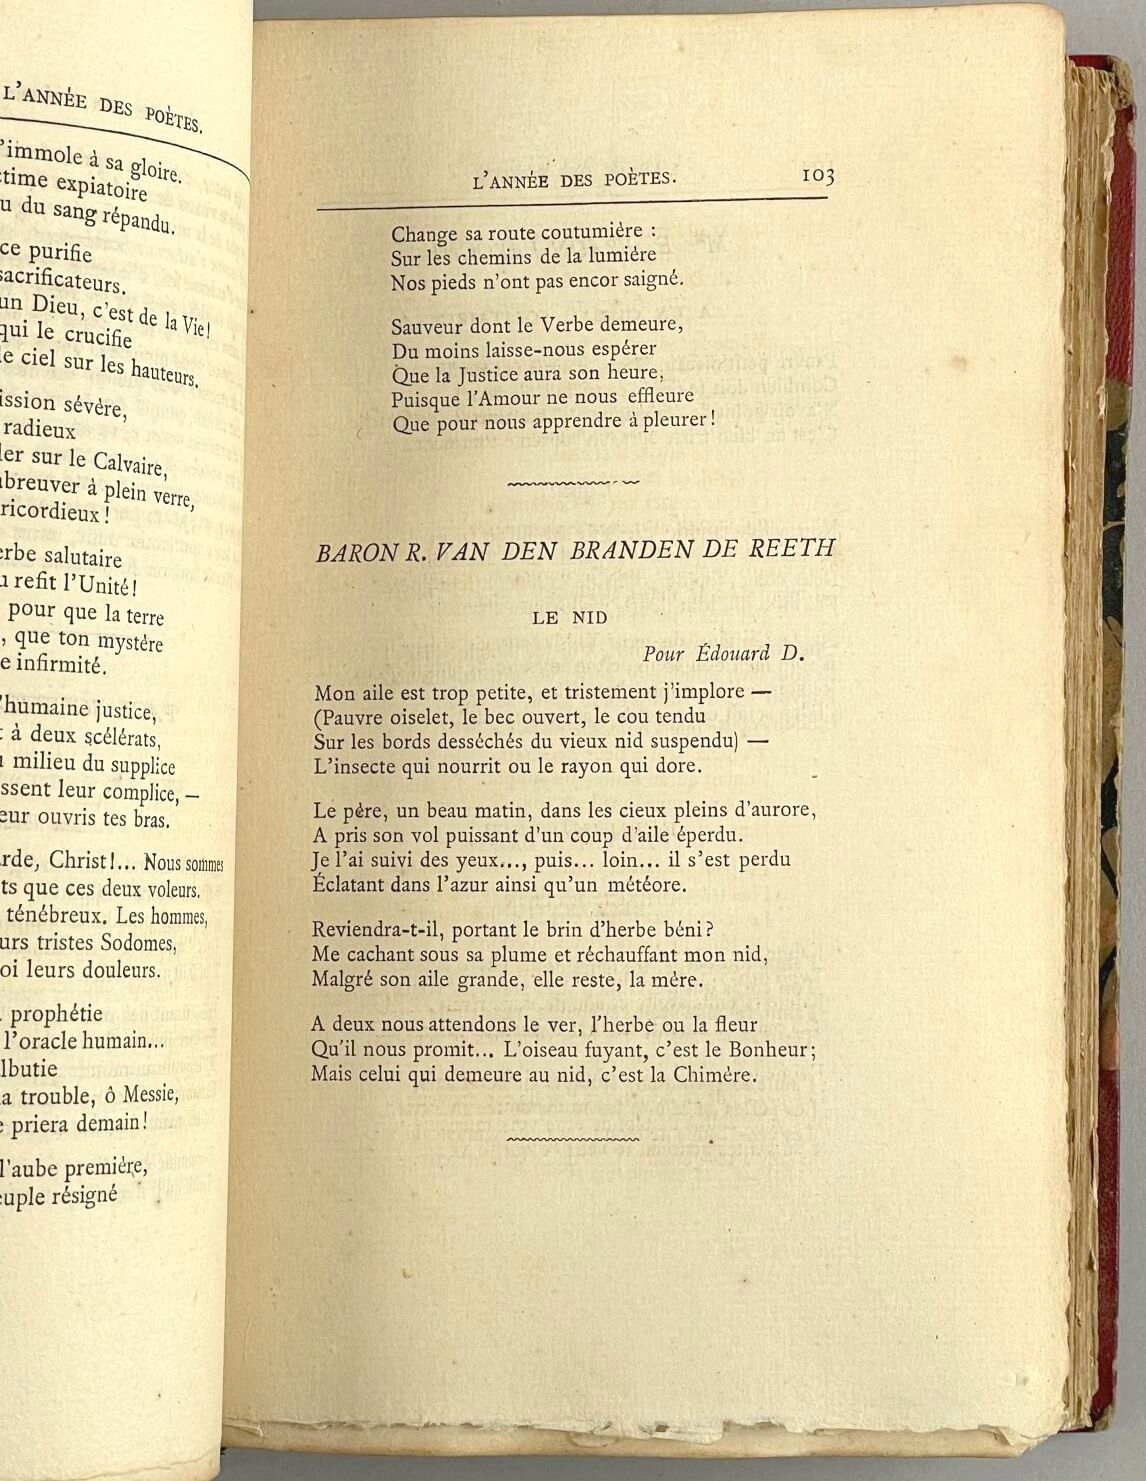 L'ANNÉE DES POÈTES.
'immole à sa gloire.
ctime expiatoire
u du sang répandu.
ce purifie
sacrificateurs.
un Dieu, c'est de la Vie!
qui le crucifie
le ciel sur les hauteurs.
ission sévère,
radieux
ler sur le Calvaire,
abreuver à plein verre,
ricordieux!
erbe salutaire
u refit l'Unité!
pour que la terre
, que ton mystère
e infirmité.
'humaine justice,
t à deux scélérats,
u milieu du supplice
ssent leur complice, —
eur ouvris tes bras.
arde, Christ!... Nous sommes
ts que ces deux voleurs.
ténébreux. Les hommes,
urs tristes Sodomes,
oi leurs douleurs.
a prophétie
l'oracle humain...
lbutie
a trouble, ô Messie,
e priera demain!
l'aube première,
euple résigné
L'ANNÉE DES POÈTES. 103
Change sa route coutumière :
Sur les chemins de la lumière
Nos pieds n'ont pas encor saigné.
Sauveur dont le Verbe demeure,
Du moins laisse-nous espérer
Que la Justice aura son heure,
Puisque l'Amour ne nous effleure
Que pour nous apprendre à pleurer!
BARON R. VAN DEN BRANDEN DE REETH
LE NID
Pour Édouard D.
Mon aile est trop petite, et tristement j'implore —
(Pauvre oiselet, le bec ouvert, le cou tendu
Sur les bords desséchés du vieux nid suspendu) —
L'insecte qui nourrit ou le rayon qui dore.
Le père, un beau matin, dans les cieux pleins d'aurore,
A pris son vol puissant d'un coup d'aile éperdu.
Je l'ai suivi des yeux..., puis... loin... il s'est perdu
Éclatant dans l'azur ainsi qu'un météore.
Reviendra-t-il, portant le brin d'herbe béni?
Me cachant sous sa plume et réchauffant mon nid,
Malgré son aile grande, elle reste, la mère.
A deux nous attendons le ver, l'herbe ou la fleur
Qu'il nous promit... L'oiseau fuyant, c'est le Bonheur;
Mais celui qui demeure au nid, c'est la Chimère.